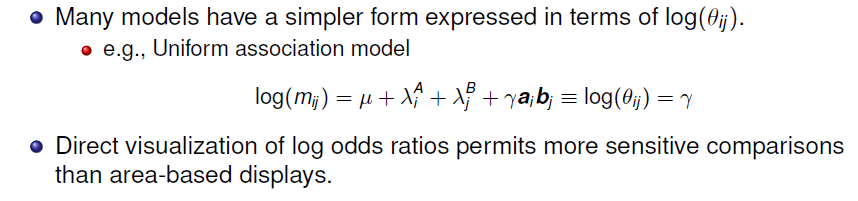 Many models have a simpler form expressed in terms of log(θij).
e.g., Uniform association model
log(mij) = μ + λiA + λjB + γaibj ≡ log(θij) = γ
Direct visualization of log odds ratios permits more sensitive comparisons
than area-based displays.